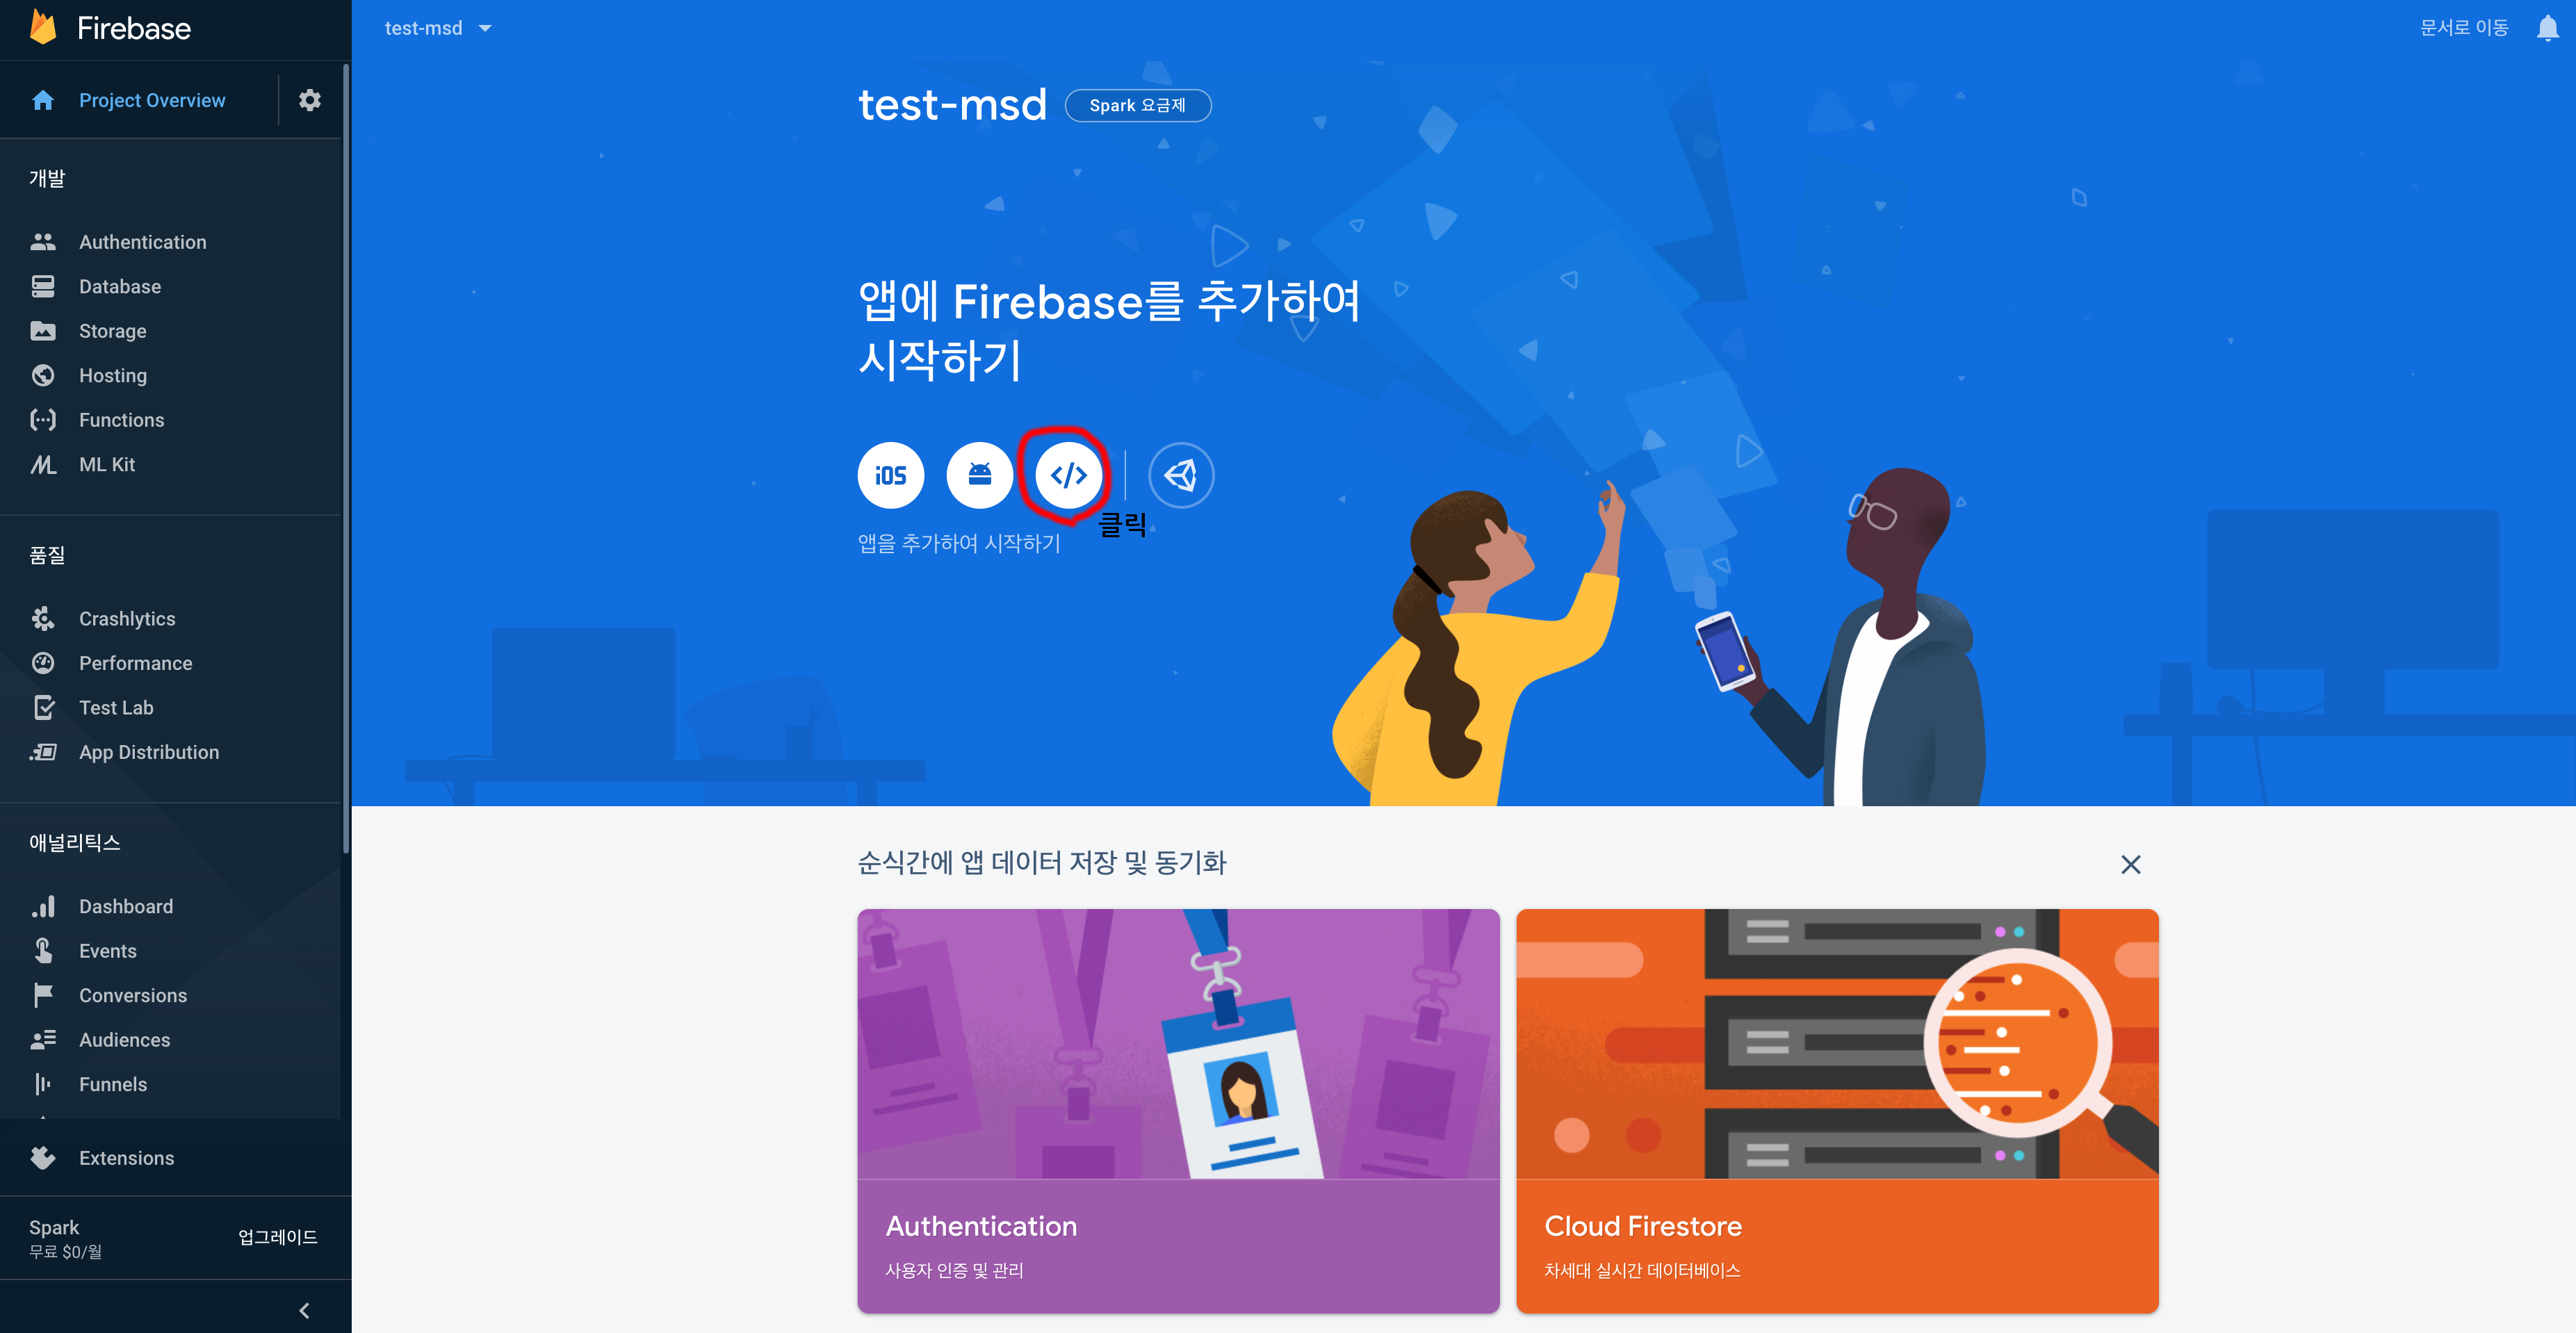 Firebase
Project Overview
개발
Authentication
Database
Storage
Hosting
Functions
ML Kit
품질
Crashlytics
Performance
Test Lab
App Distribution
애널리틱스
Dashboard
Events
Conversions
Audiences
Funnels
Extensions
Spark
무료 $0/월
업그레이드
test-msd
문서로 이동
test-msd
Spark 요금제
앱에 Firebase를 추가하여
시작하기
iOS
</>
클릭
앱을 추가하여 시작하기
순식간에 앱 데이터 저장 및 동기화
Authentication
사용자 인증 및 관리
Cloud Firestore
차세대 실시간 데이터베이스